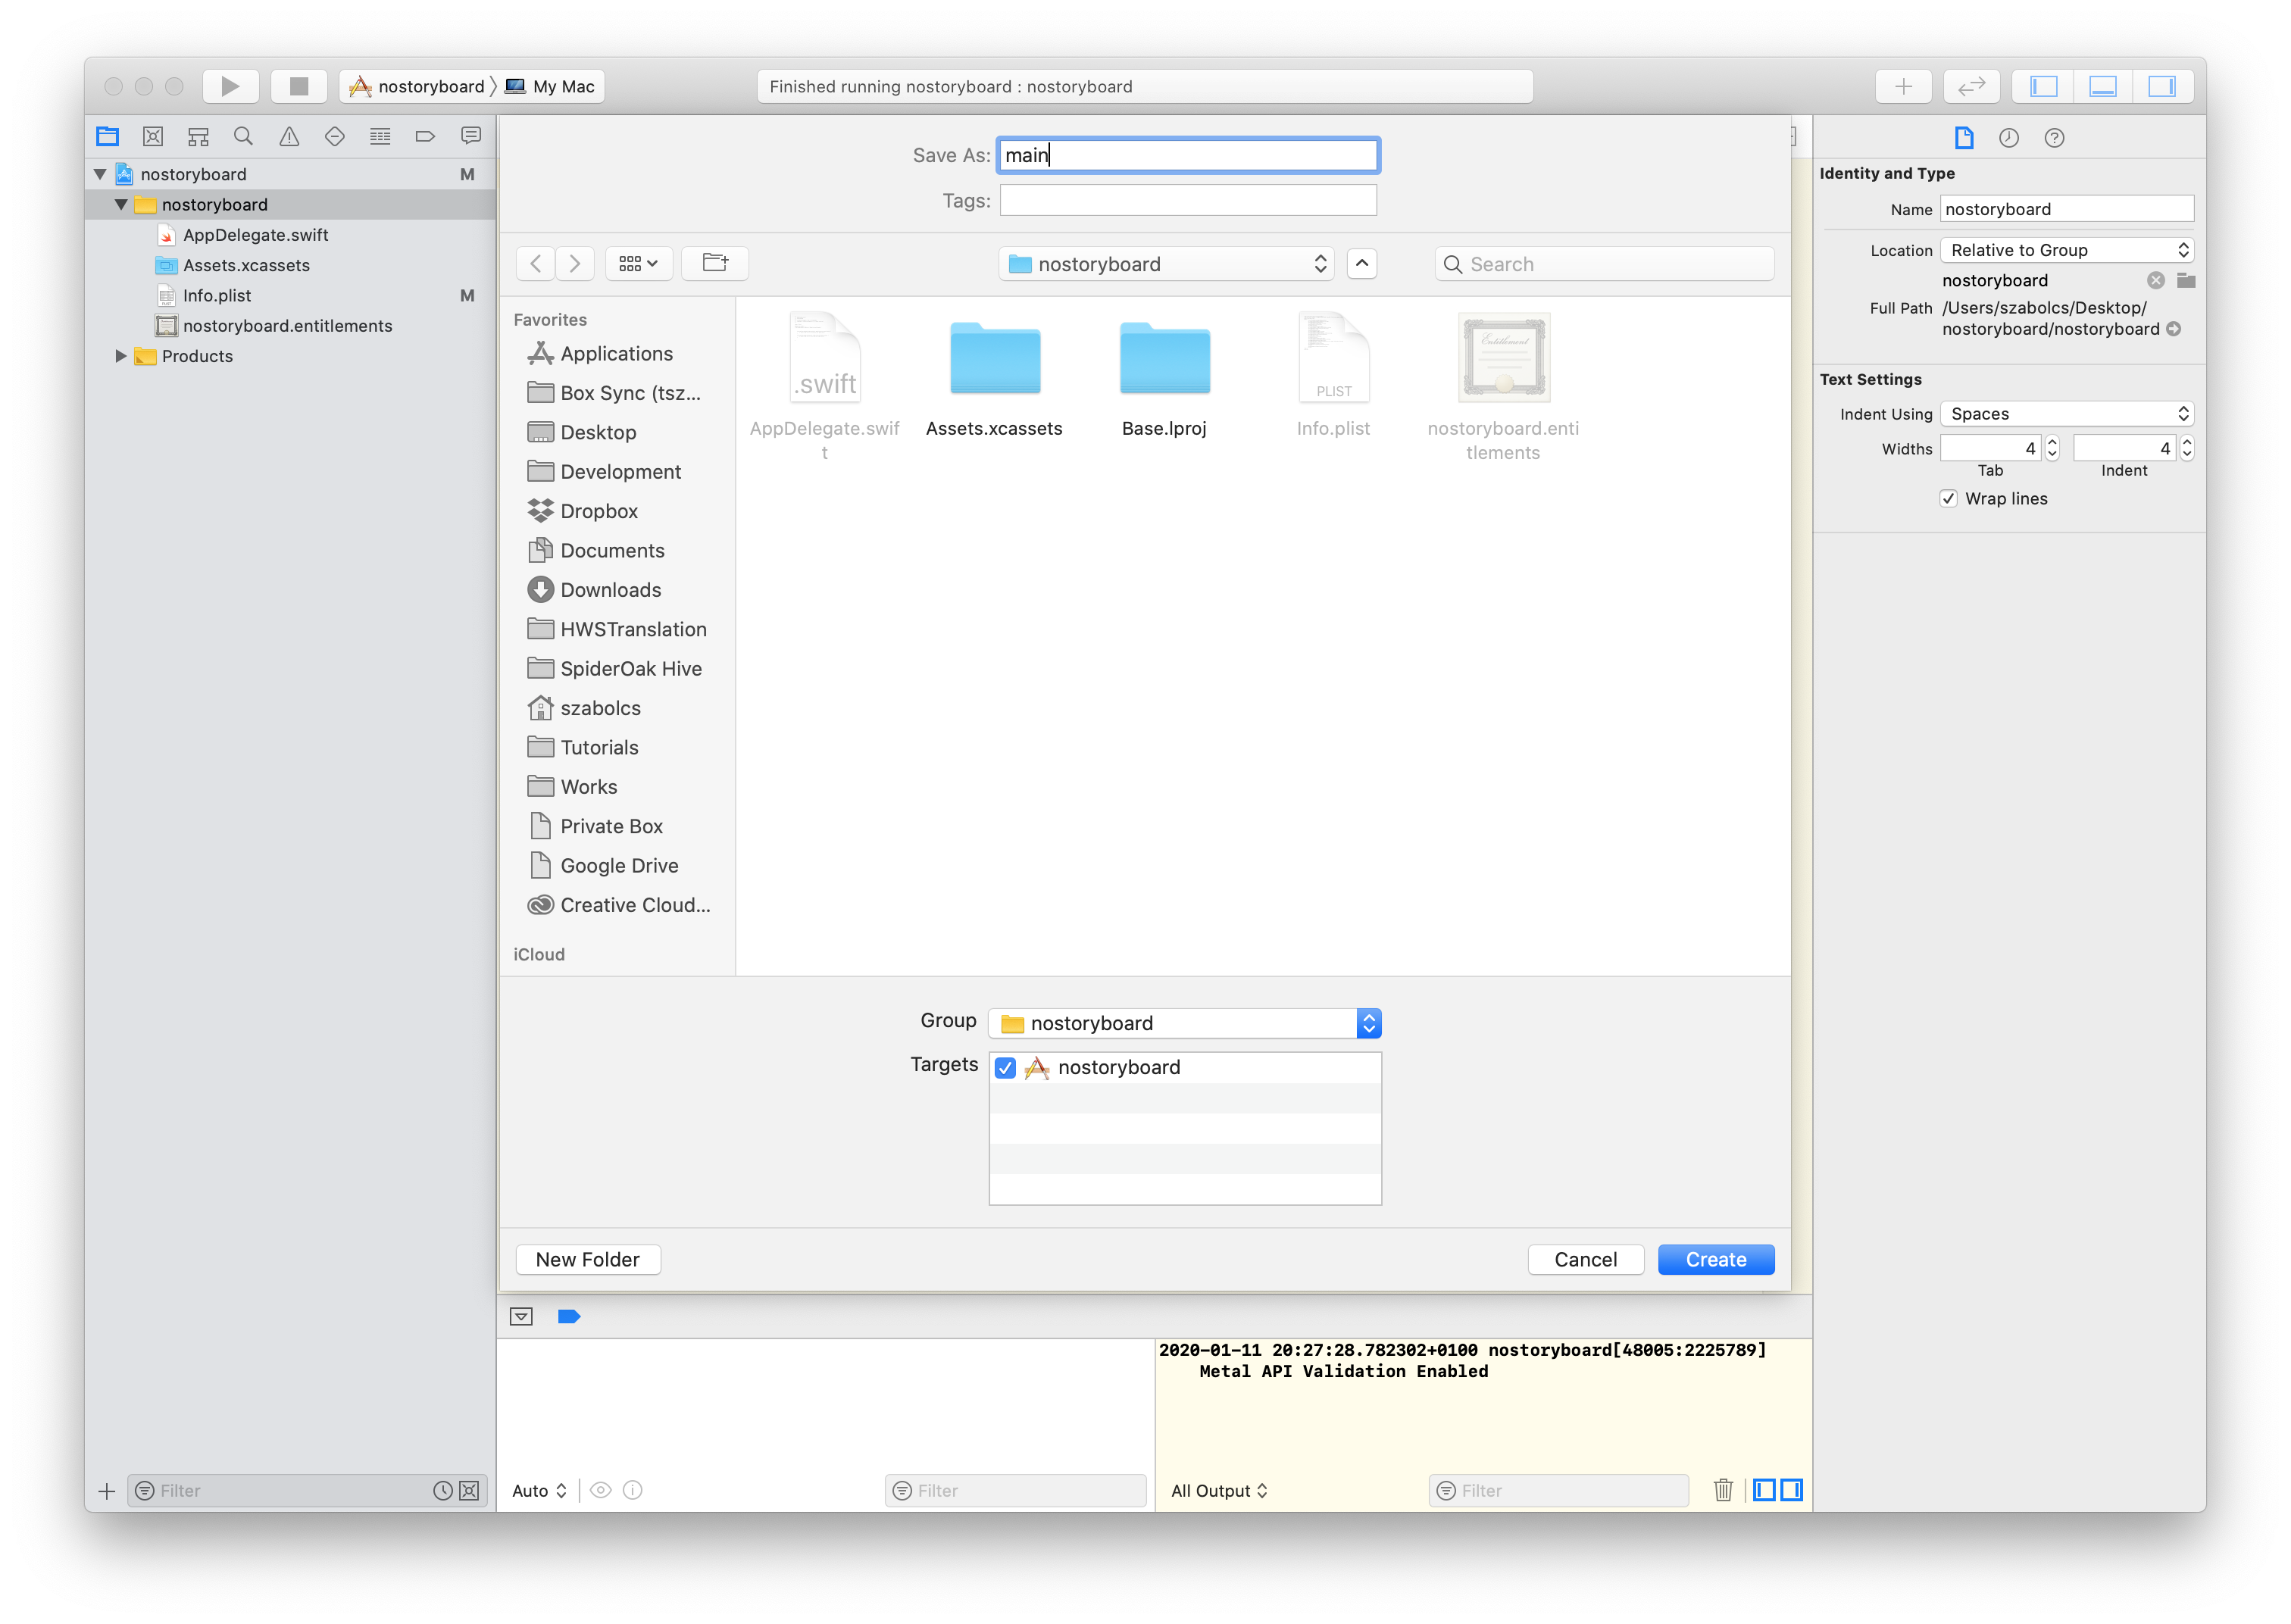 nostoryboard
My Mac
Finished running nostoryboard : nostoryboard
nostoryboard M
nostoryboard
AppDelegate.swift
Assets.xcassets
Info.plist M
nostoryboard.entitlements
Products
Filter
Save As: main
Tags:
nostoryboard
Search
Favorites
Applications
Box Sync (tsz...
Desktop
Development
Dropbox
Documents
Downloads
HWSTranslation
SpiderOak Hive
szabolcs
Tutorials
Works
Private Box
Google Drive
Creative Cloud...
iCloud
.swift
AppDelegate.swif
t
Assets.xcassets
Base.lproj
PLIST
Info.plist
Entitlement
nostoryboard.enti
tlements
Group nostoryboard
Targets nostoryboard
New Folder
Cancel
Create
2020-01-11 20:27:28.782302+0100 nostoryboard[48005:2225789]
Metal API Validation Enabled
Auto
Filter
All Output
Filter
Identity and Type
Name nostoryboard
Location Relative to Group
nostoryboard
Full Path /Users/szabolcs/Desktop/
nostoryboard/nostoryboard
Text Settings
Indent Using Spaces
Widths 4 4
Tab Indent
Wrap lines